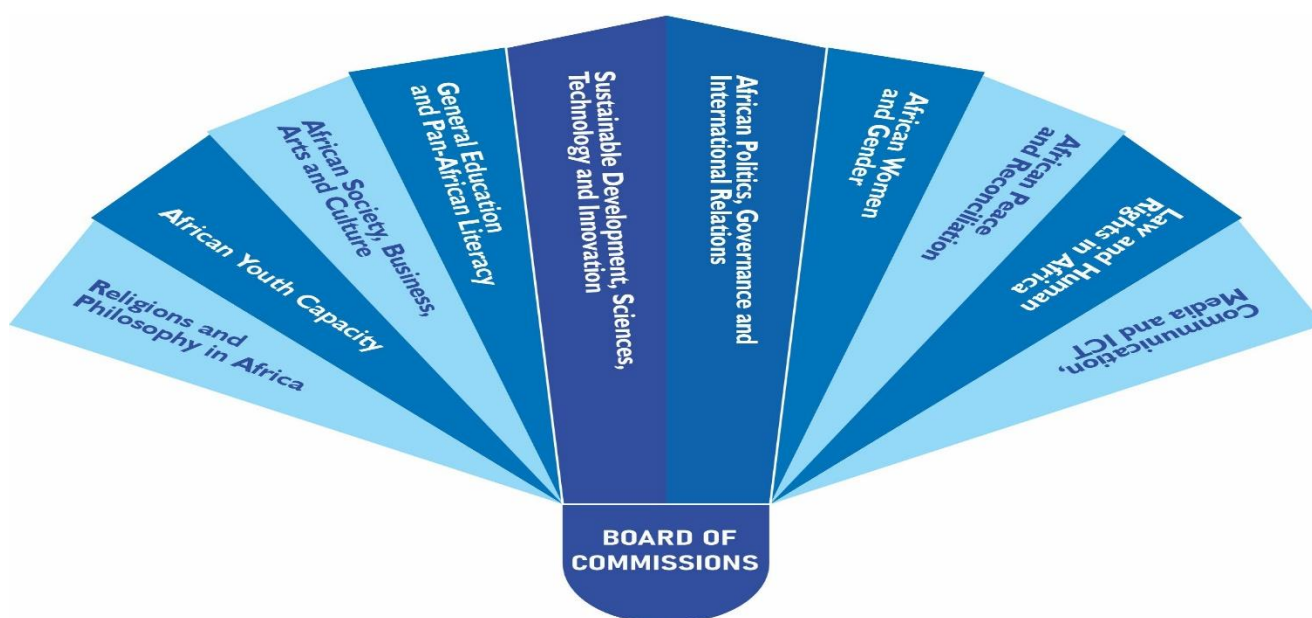 Religions and
Philosophy in Africa
African Youth Capacity
African Society, Business,
Arts and Culture
General Education
and Pan-African Literacy
Sustainable Development, Sciences,
Technology and Innovation
African Politics, Governance and
International Relations
African Women
and Gender
African Peace
and Reconciliation
Law and Human
Rights in Africa
Communication,
Media and ICT
BOARD OF
COMMISSIONS